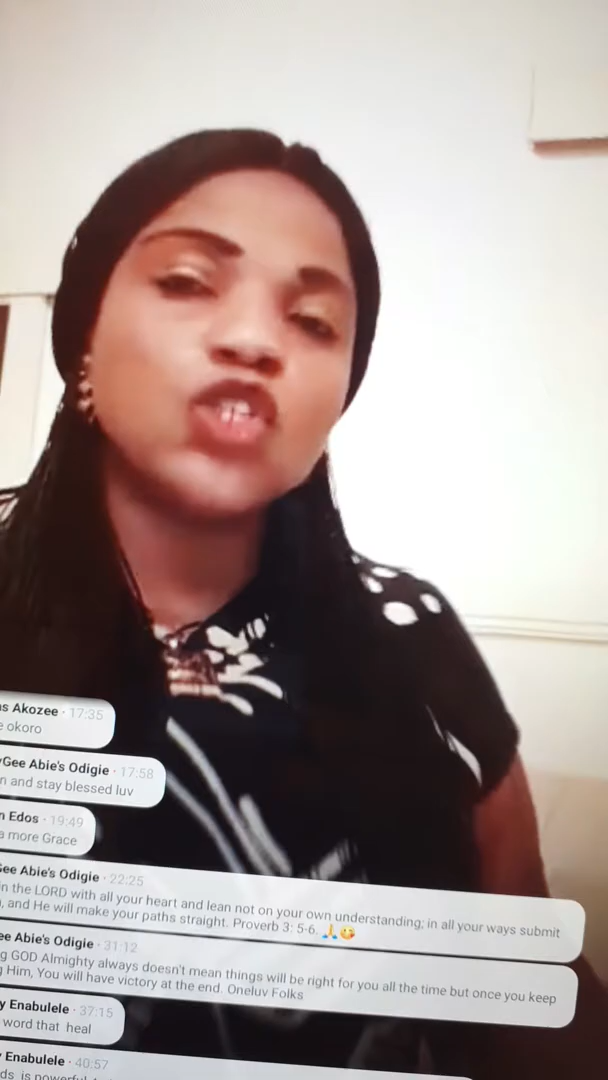 as Akozee · 17:35
e okoro
yGee Abie's Odigie · 17:58
n and stay blessed luv
n Edos · 19:49
a more Grace
Gee Abie's Odigie · 22:25
in the LORD with all your heart and lean not on your own understanding; in all your ways submit
, and He will make your paths straight. Proverb 3: 5-6. 🙏😋
ee Abie's Odigie · 31:12
g GOD Almighty always doesn't mean things will be right for you all the time but once you keep
g Him, You will have victory at the end. Oneluv Folks
y Enabulele · 37:15
word that heal
y Enabulele · 40:57
ds is powerful